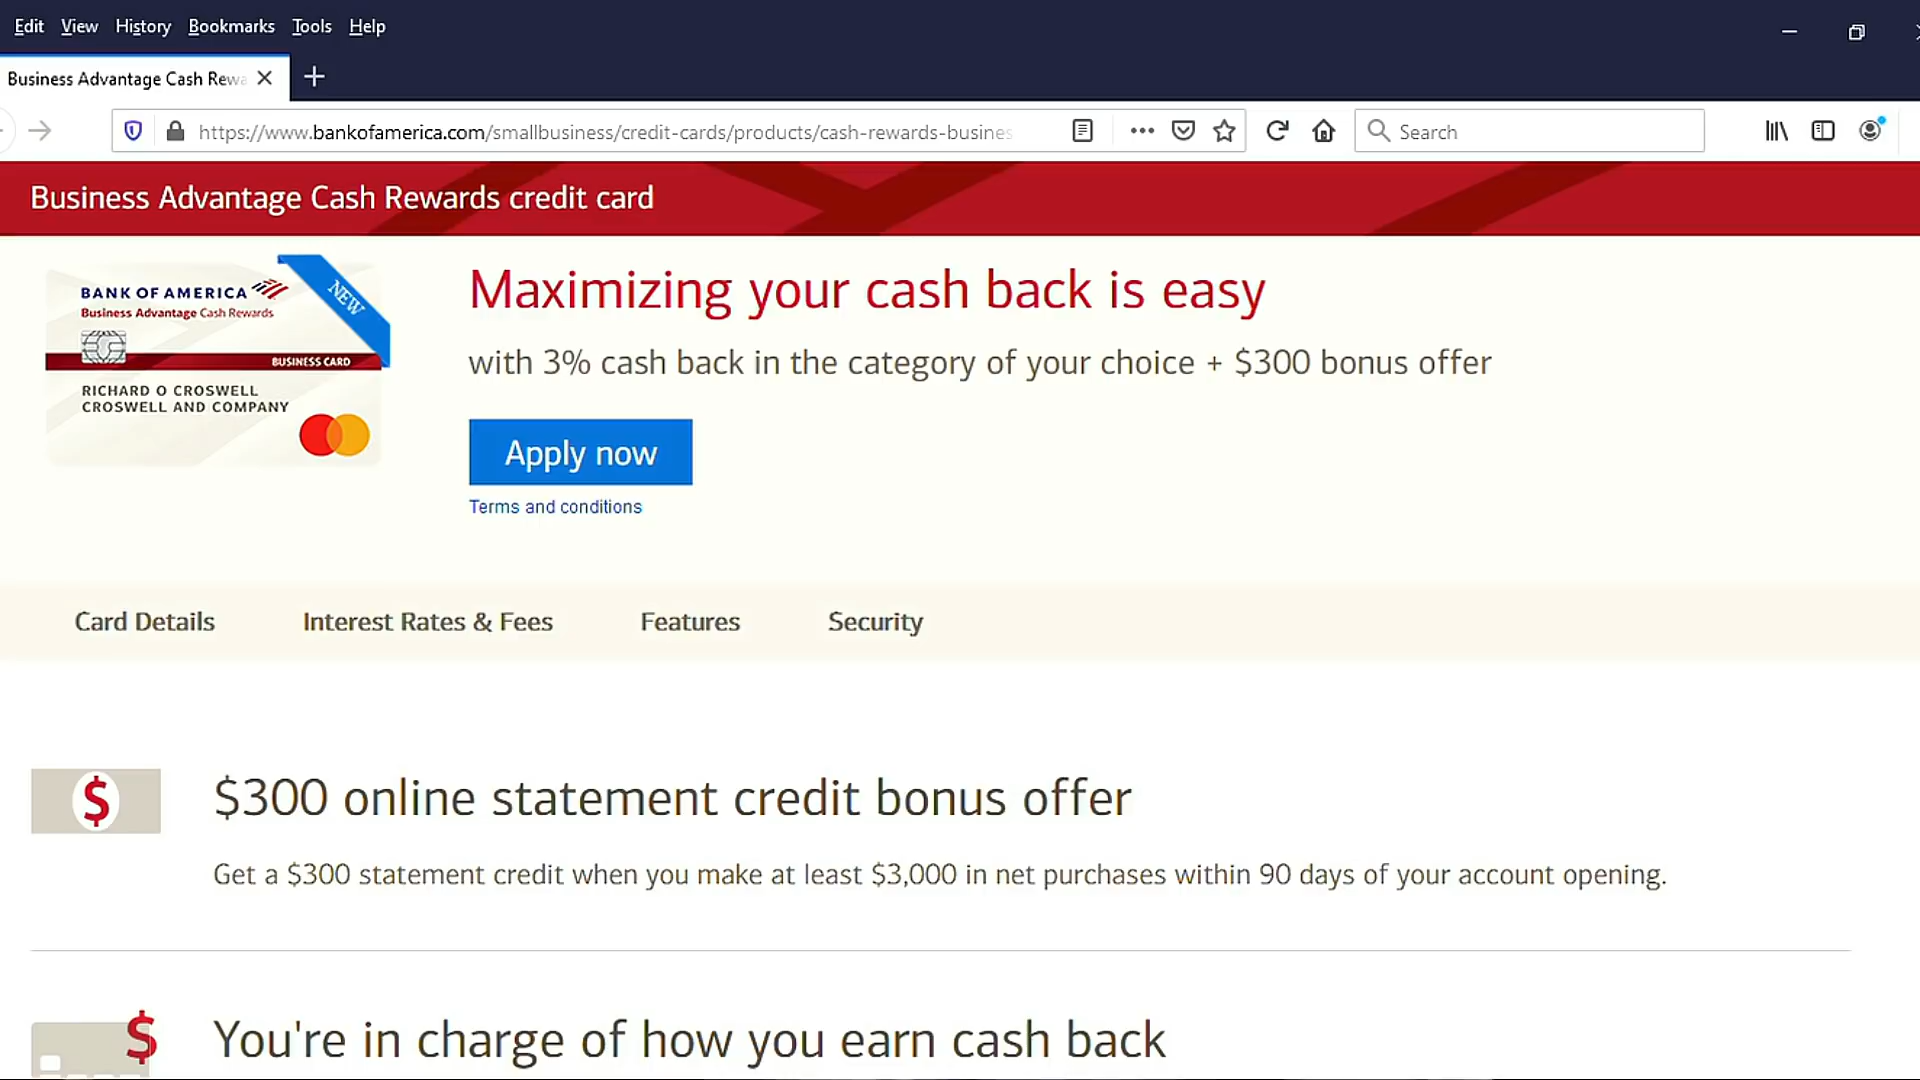 Edit View History Bookmarks Tools Help
Business Advantage Cash Rewa
https://www.bankofamerica.com/smallbusiness/credit-cards/products/cash-rewards-busines
Search
Business Advantage Cash Rewards credit card
BANK OF AMERICA
Business Advantage Cash Rewards
NEW
BUSINESS CARD
RICHARD O CROSWELL
CROSWELL AND COMPANY
Maximizing your cash back is easy
with 3% cash back in the category of your choice + $300 bonus offer
Apply now
Terms and conditions
Card Details Interest Rates & Fees Features Security
$
$300 online statement credit bonus offer
Get a $300 statement credit when you make at least $3,000 in net purchases within 90 days of your account opening.
$
You're in charge of how you earn cash back